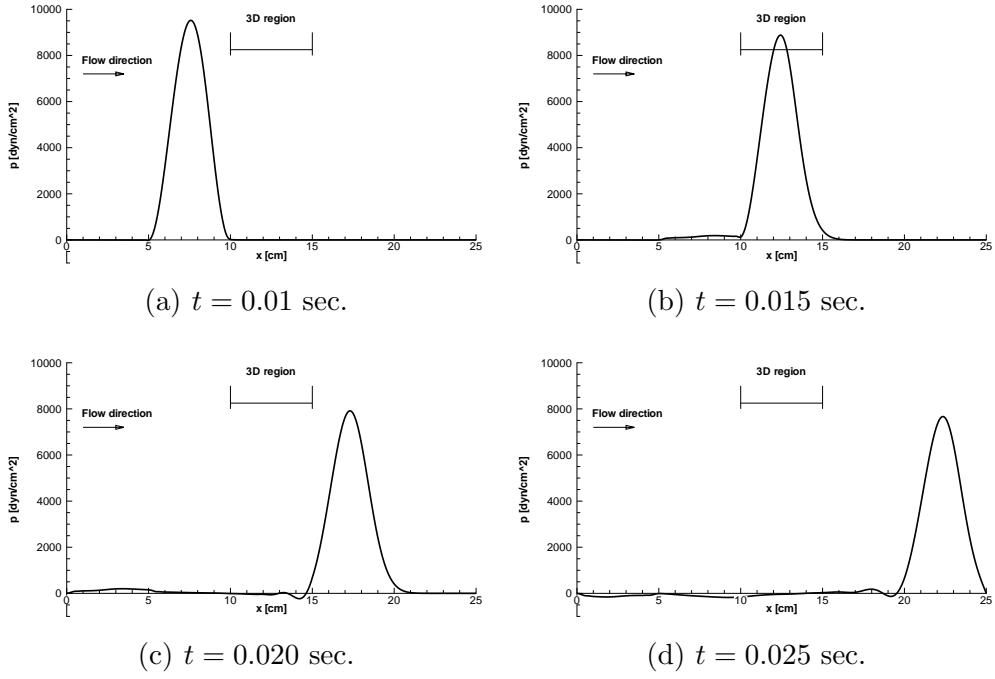 10000
3D region
8000
Flow direction
6000
p [dyn/cm^2]
4000
2000
0
0 5 10 15 20 25
x [cm]
(a) t = 0.01 sec.
10000
3D region
8000
Flow direction
6000
p [dyn/cm^2]
4000
2000
0
0 5 10 15 20 25
x [cm]
(b) t = 0.015 sec.
10000
3D region
8000
Flow direction
6000
p [dyn/cm^2]
4000
2000
0
0 5 10 15 20 25
x [cm]
(c) t = 0.020 sec.
10000
3D region
8000
Flow direction
6000
p [dyn/cm^2]
4000
2000
0
0 5 10 15 20 25
x [cm]
(d) t = 0.025 sec.